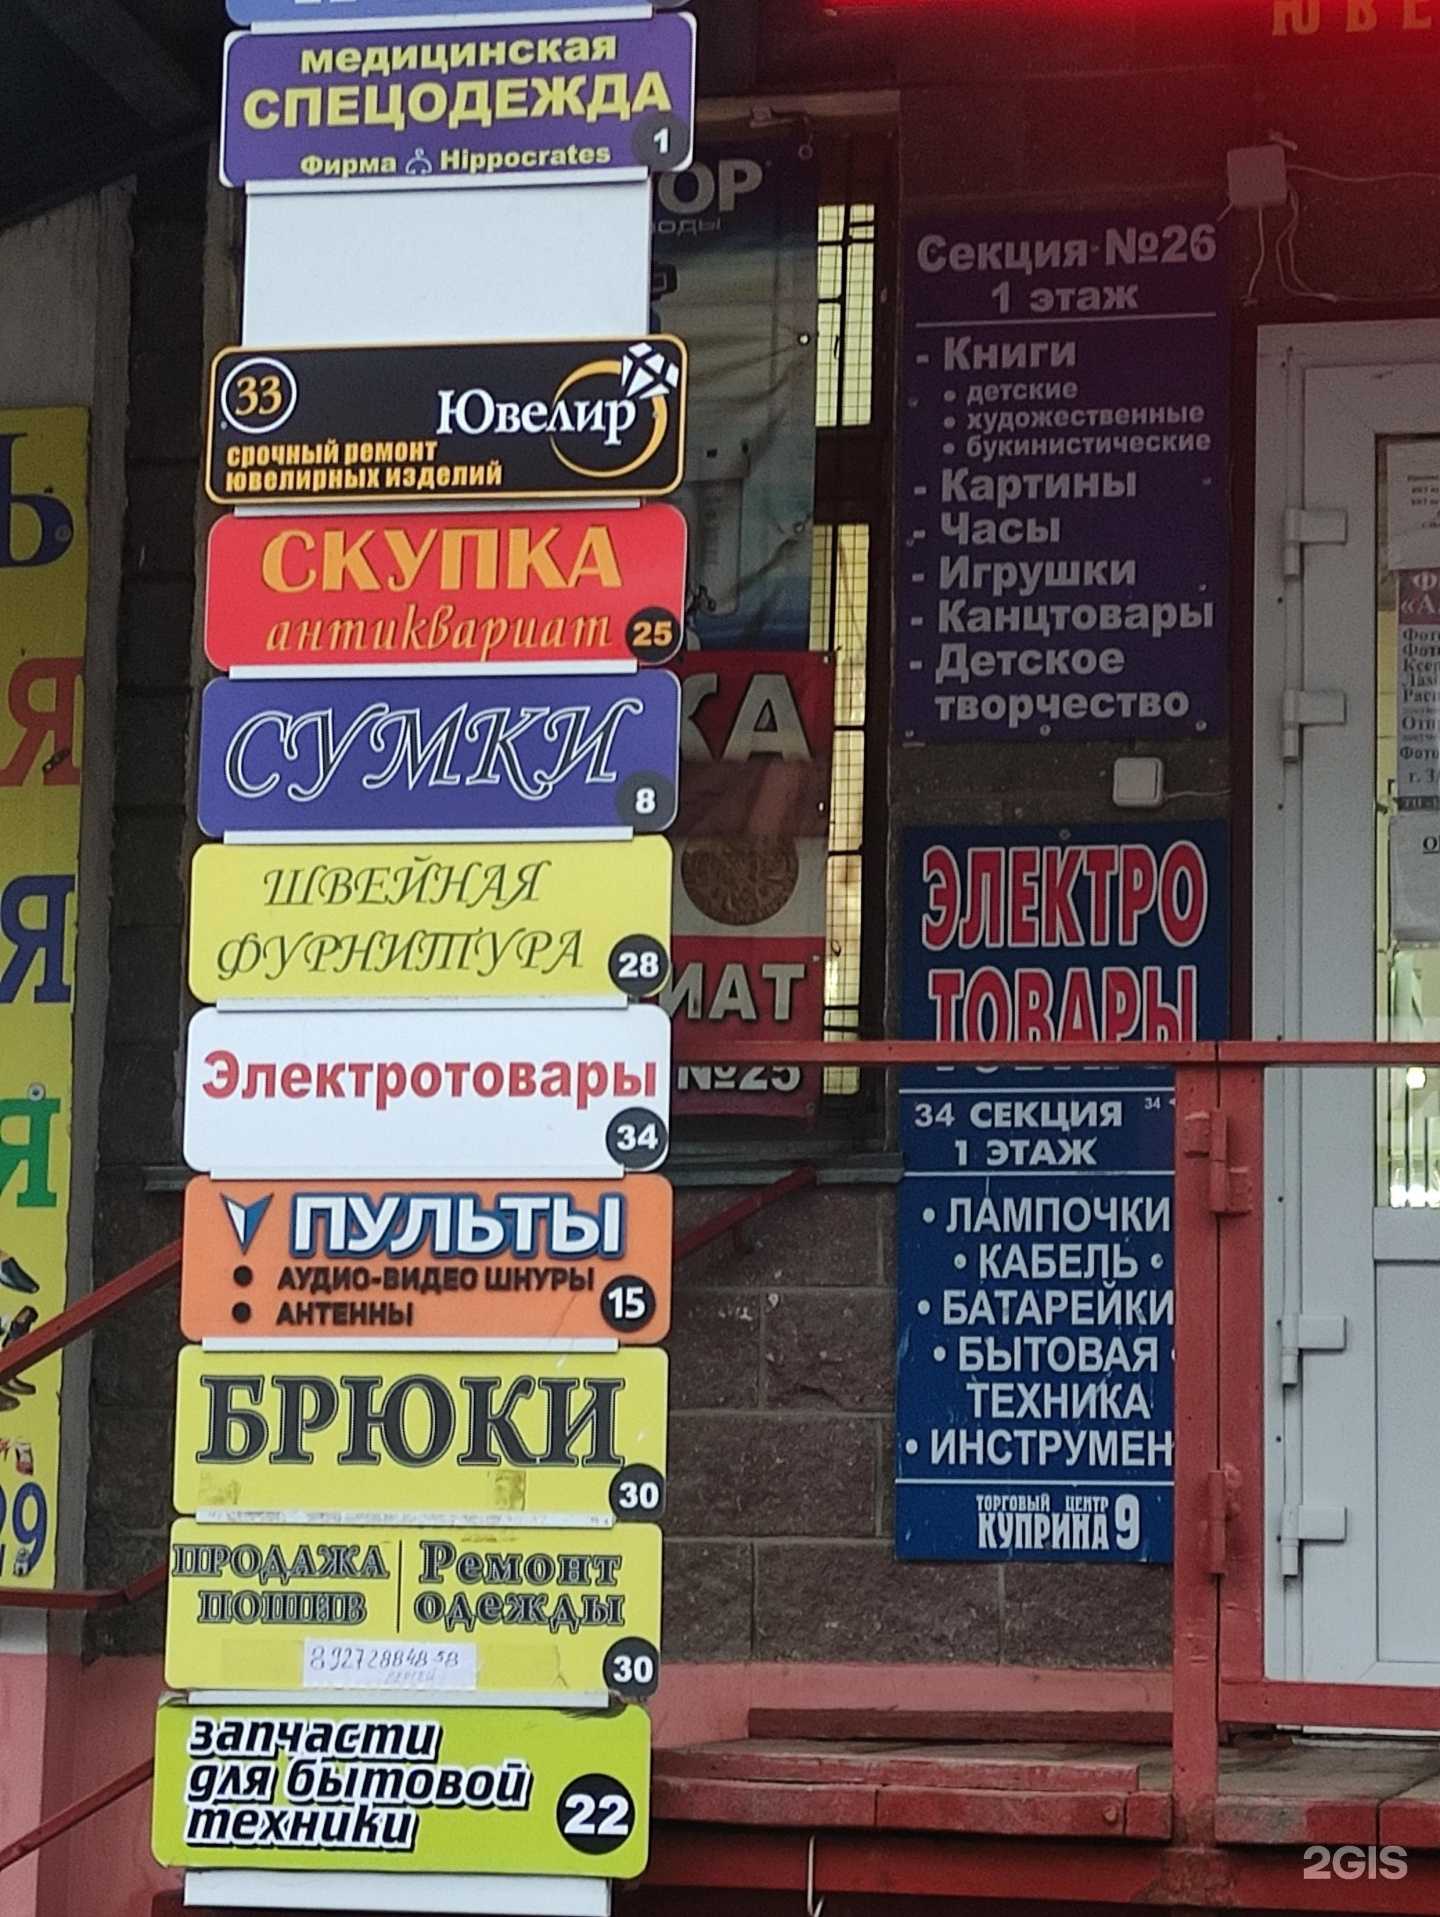 медицинская
СПЕЦОДЕЖДА
1
Фирма Hippocrates
33
Ювелир
срочный ремонт
ювелирных изделий
СКУПКА
антиквариат 25
СУМКИ
8
ШВЕЙНАЯ
ФУРНИТУРА
28
Электротовары
34
ПУЛЬТЫ
• АУДИО-ВИДЕО ШНУРЫ
• АНТЕННЫ
15
БРЮКИ
30
ПРОДАЖА
ПОШИВ
Ремонт
одежды
30
запчасти
для бытовой
техники
22
№25
Секция №26
1 этаж
- Книги
• детские
• художественные
• букинистические
- Картины
- Часы
- Игрушки
- Канцтовары
- Детское
творчество
ЭЛЕКТРО
ТОВАРЫ
34 СЕКЦИЯ 34
1 ЭТАЖ
• ЛАМПОЧКИ
• КАБЕЛЬ •
• БАТАРЕЙКИ
• БЫТОВАЯ
ТЕХНИКА
• ИНСТРУМЕН
ТОРГОВЫЙ ЦЕНТР
КУПРИНА 9
2GIS